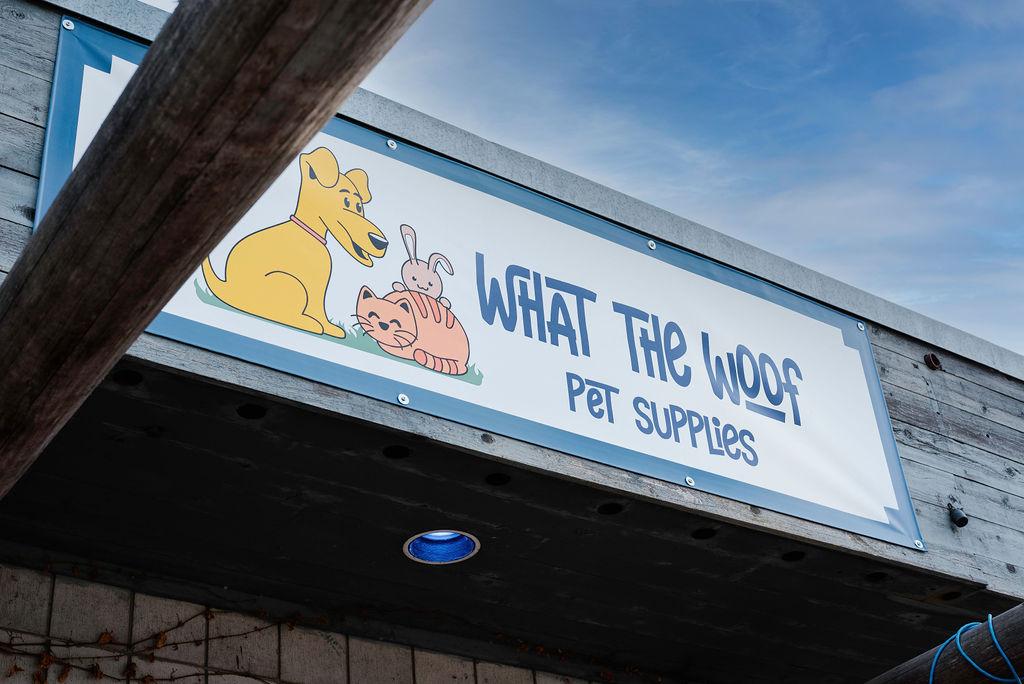 WHAT THE WOOF
PET SUPPLIES